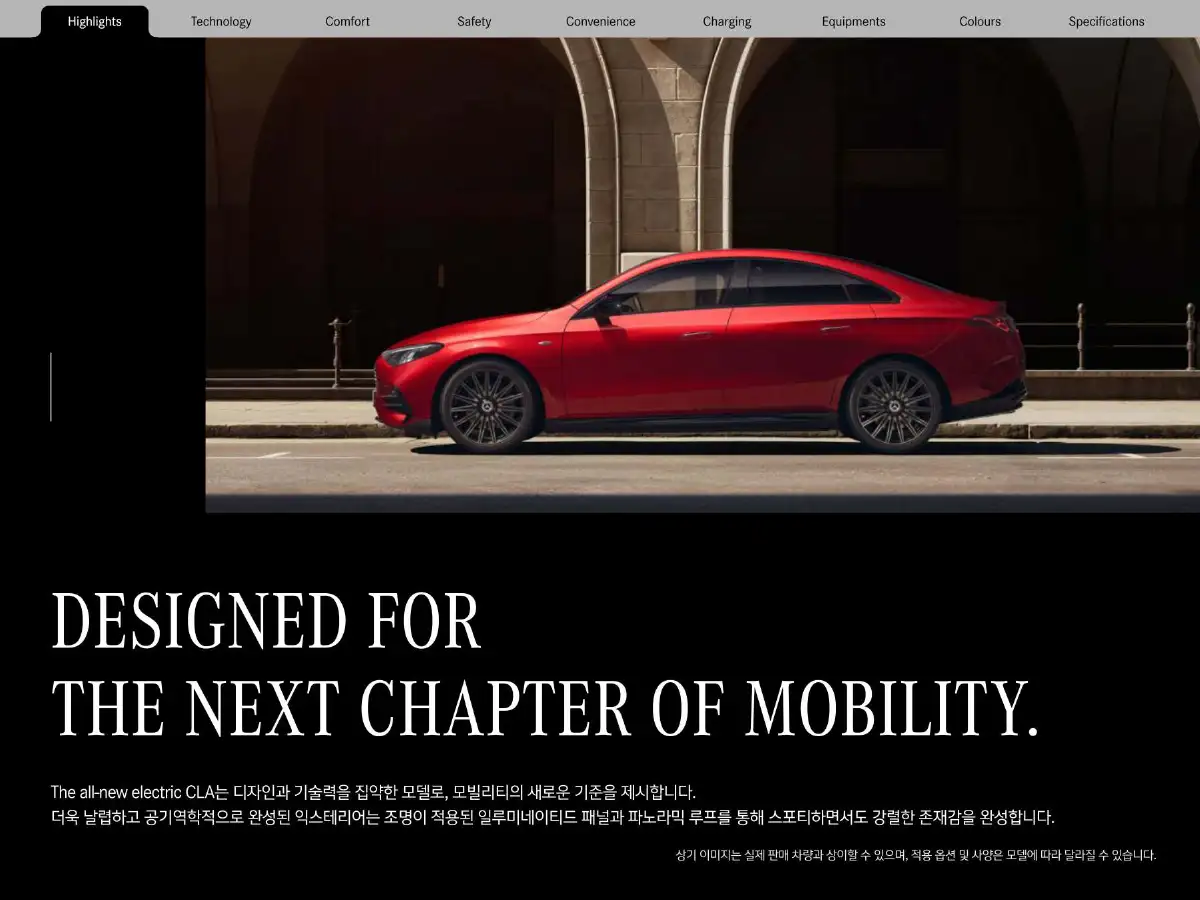 Highlights
Technology
Comfort
Safety
Convenience
Charging
Equipments
Colours
Specifications
DESIGNED FOR
THE NEXT CHAPTER OF MOBILITY.
The all-new electric CLA는 디자인과 기술력을 집약한 모델로, 모빌리티의 새로운 기준을 제시합니다.
더욱 날렵하고 공기역학적으로 완성된 익스테리어는 조명이 적용된 일루미네이티드 패널과 파노라믹 루프를 통해 스포티하면서도 강렬한 존재감을 완성합니다.
상기 이미지는 실제 판매 차량과 상이할 수 있으며, 적용 옵션 및 사양은 모델에 따라 달라질 수 있습니다.